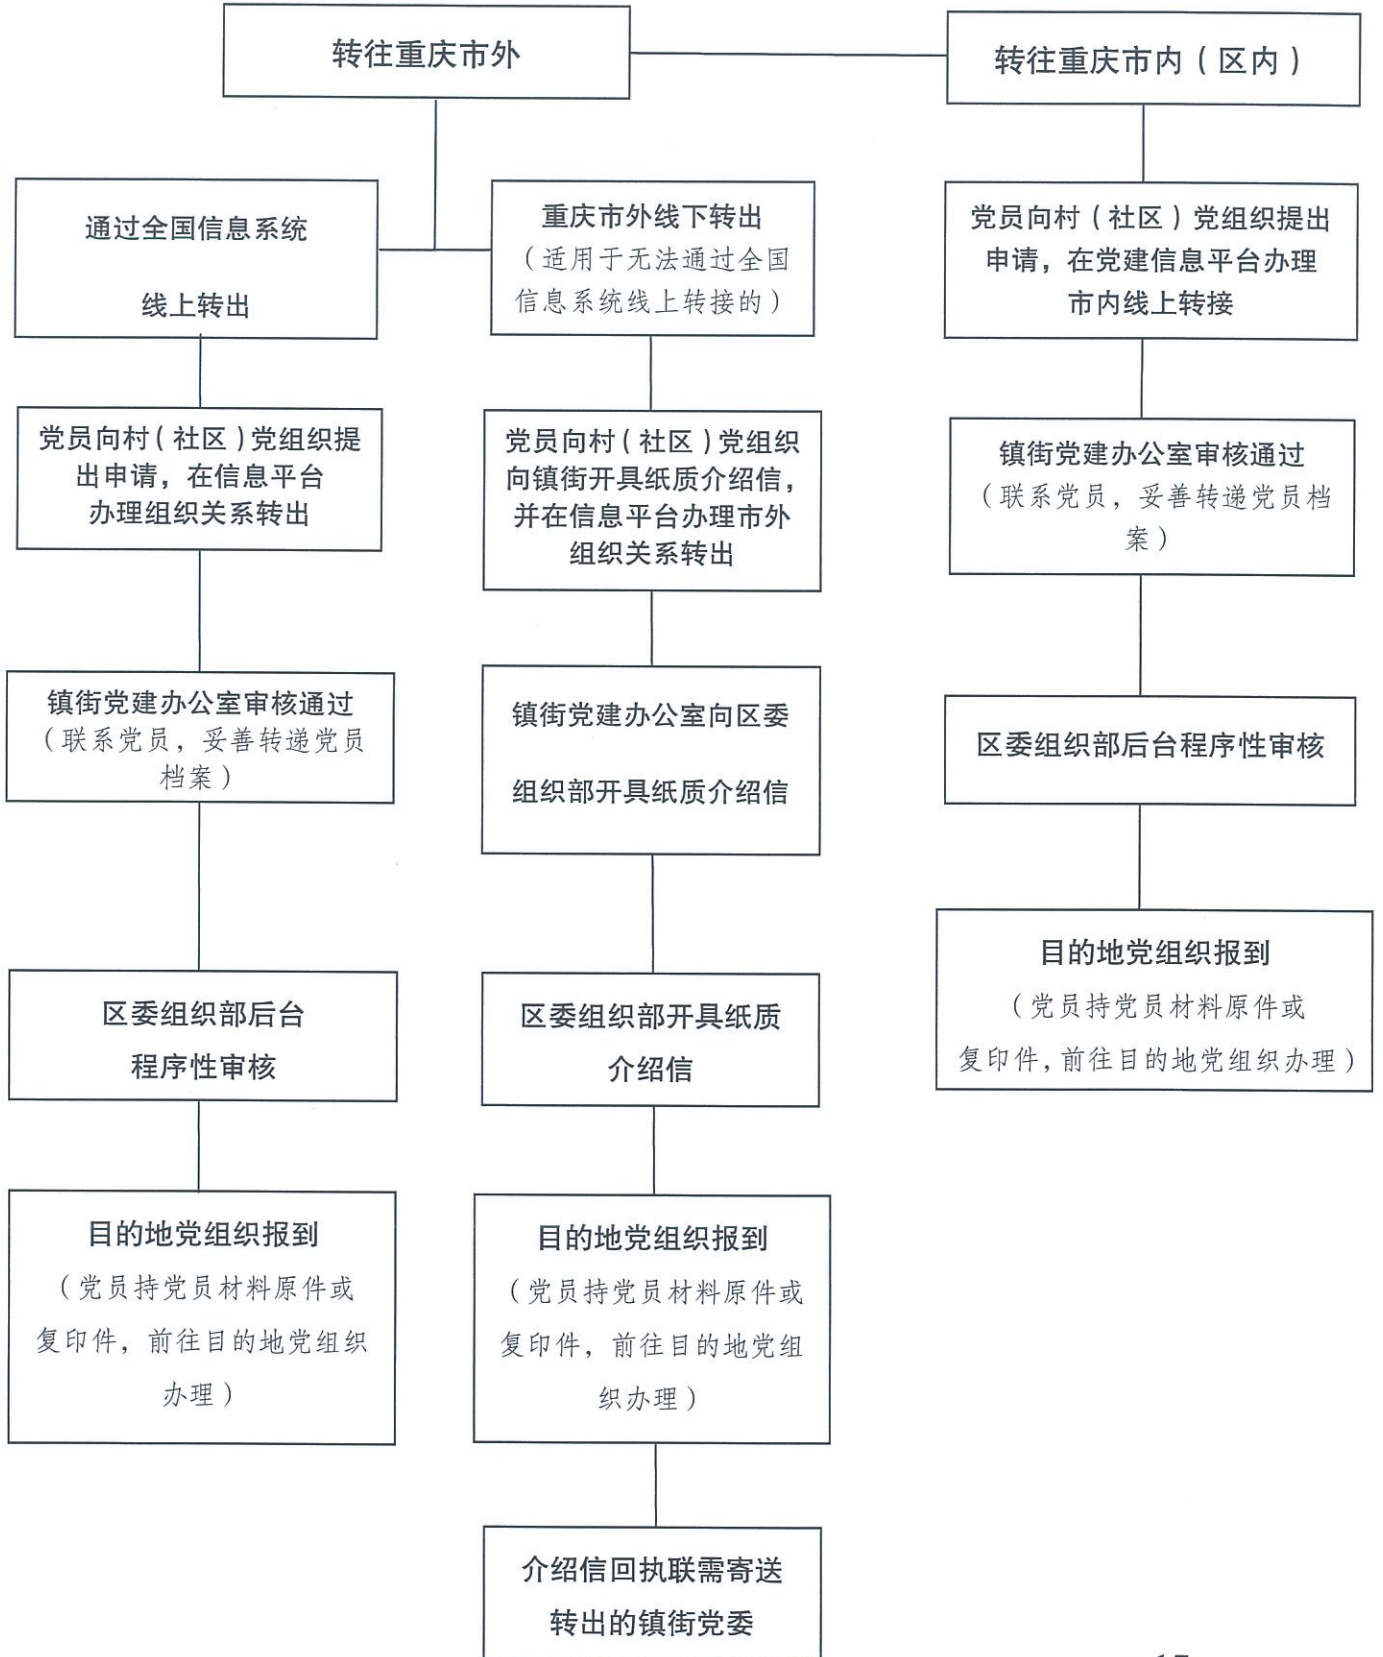 转往重庆市外
转往重庆市内（区内）
通过全国信息系统
线上转出
重庆市外线下转出
（适用于无法通过全国
信息系统线上转接的）
党员向村（社区）党组织提出
申请，在党建信息平台办理
市内线上转接
党员向村（社区）党组织提
出申请，在信息平台
办理组织关系转出
党员向村（社区）党组织
向镇街开具纸质介绍信，
并在信息平台办理市外
组织关系转出
镇街党建办公室审核通过
（联系党员，妥善转递党员档
案）
镇街党建办公室审核通过
（联系党员，妥善转递党员
档案）
镇街党建办公室向区委
组织部开具纸质介绍信
区委组织部后台程序性审核
区委组织部后台
程序性审核
区委组织部开具纸质
介绍信
目的地党组织报到
（党员持党员材料原件或
复印件，前往目的地党组织办理）
目的地党组织报到
（党员持党员材料原件或
复印件，前往目的地党组织
办理）
目的地党组织报到
（党员持党员材料原件或
复印件，前往目的地党组
织办理）
介绍信回执联需寄送
转出的镇街党委